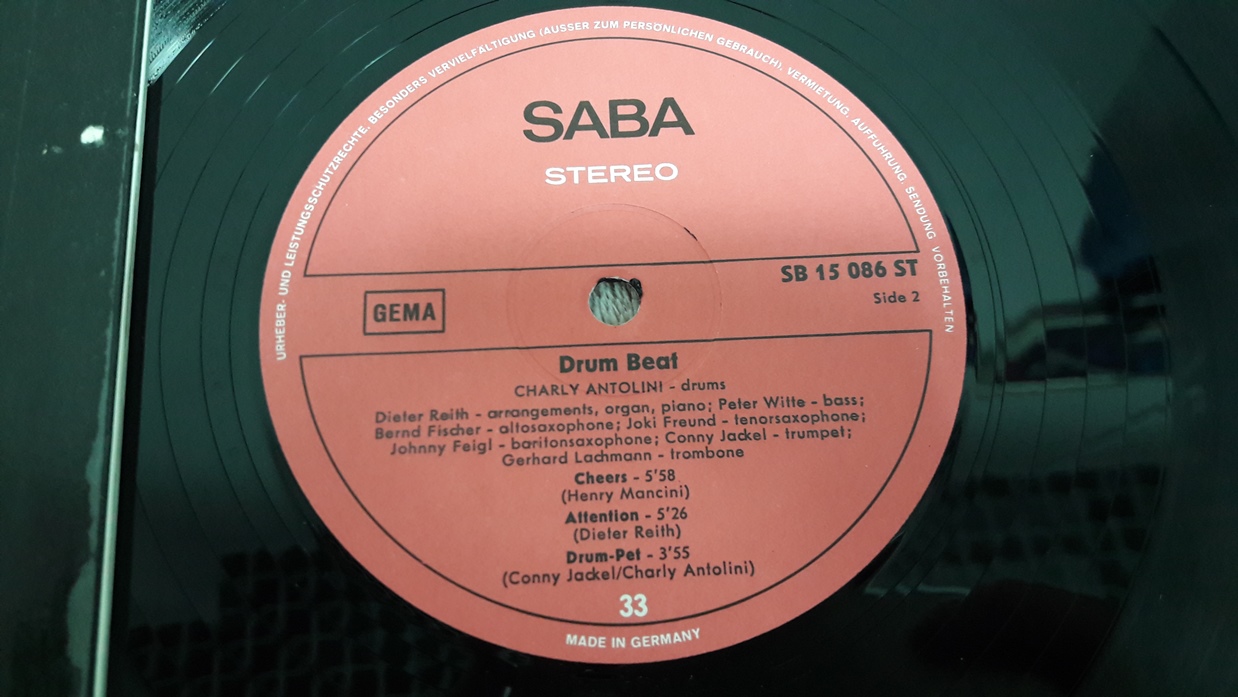 URHEBER- UND LEISTUNGSSCHUTZRECHTE. BESONDERS VERVIELFÄLTIGUNG (AUSSER ZUM PERSÖNLICHEN GEBRAUCH), VERMIETUNG, AUFFÜHRUNG, SENDUNG VORBEHALTEN
SABA
STEREO
SB 15 086 ST
GEMA
Side 2
Drum Beat
CHARLY ANTOLINI - drums
Dieter Reith - arrangements, organ, piano; Peter Witte - bass;
Bernd Fischer - altosaxophone; Joki Freund - tenorsaxophone;
Johnny Feigl - baritonsaxophone; Conny Jackel - trumpet;
Gerhard Lachmann - trombone
Cheers - 5'58
(Henry Mancini)
Attention - 5'26
(Dieter Reith)
Drum-Pet - 3'55
(Conny Jackel/Charly Antolini)
33
MADE IN GERMANY